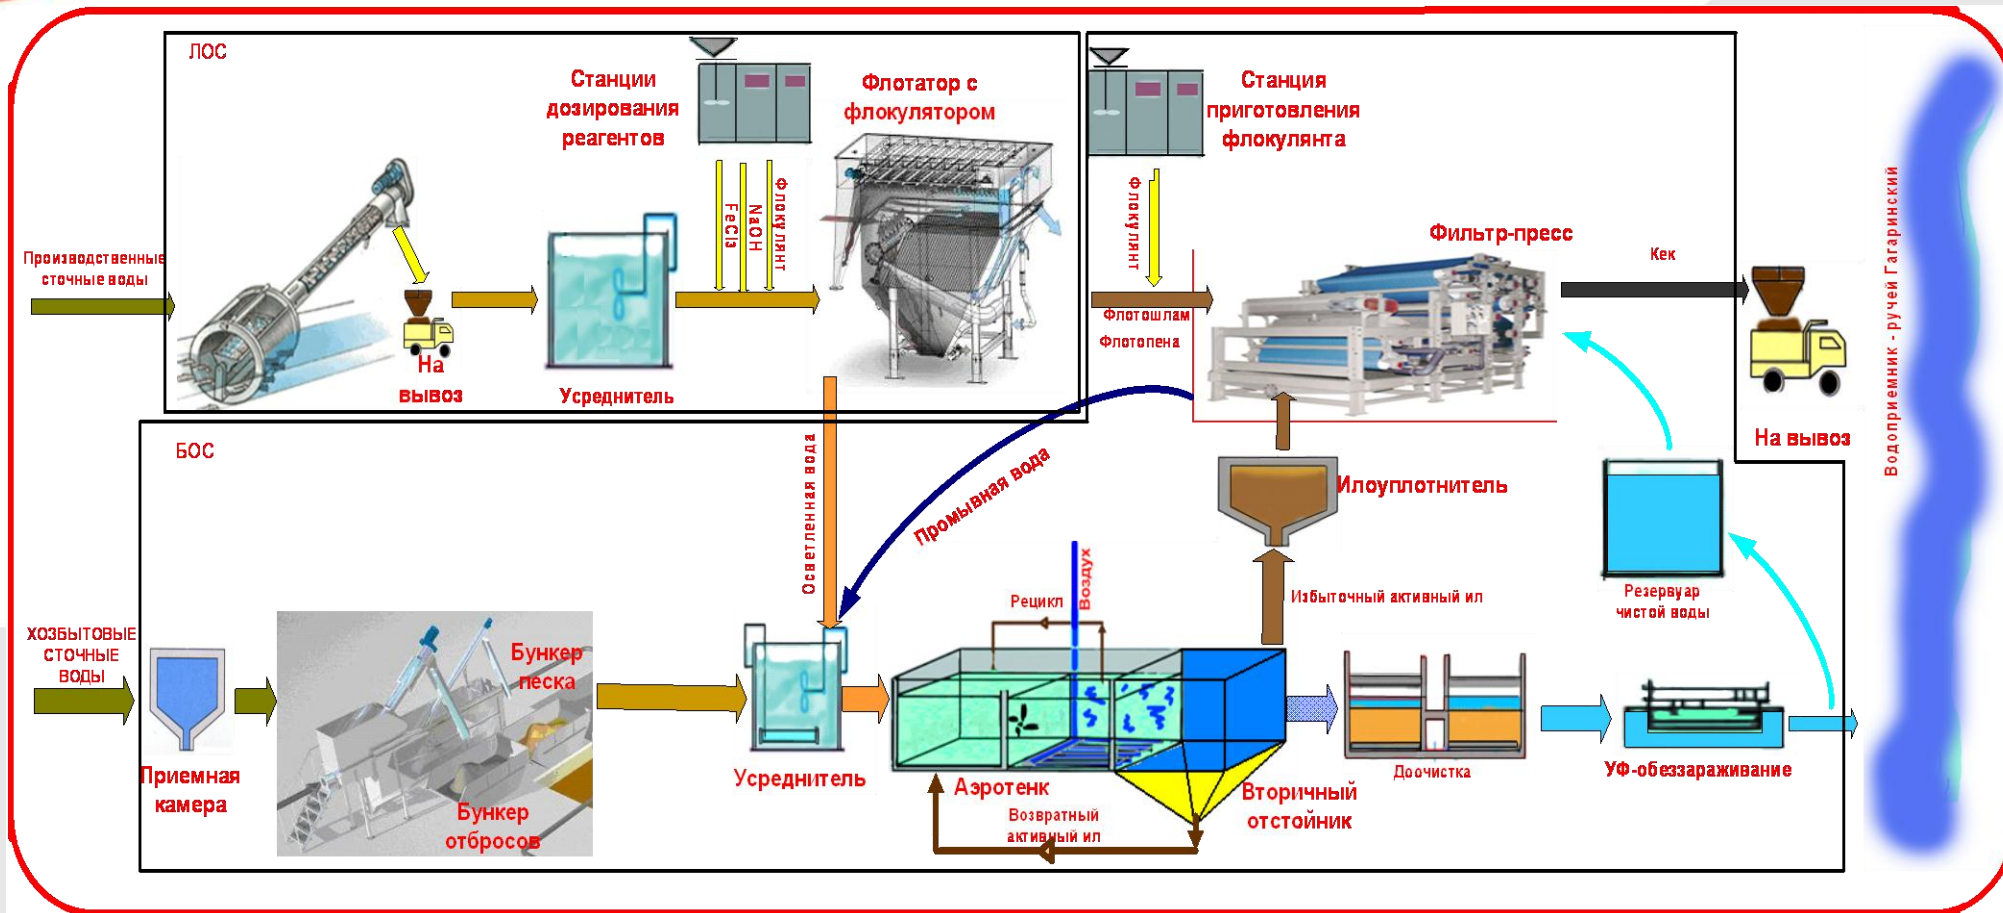 ЛОС
Станции
дозирования
реагентов
Флотатор с
флокулятором
Станция
приготовления
флокулянта
FeCl3
NaOH
Флокулянт
Флокулянт
Производственные
сточные воды
На
вывоз
Усреднитель
Флотошлам
Флотопена
Фильтр-пресс
Кек
На вывоз
Водоприемник - ручей Гагаринский
БОС
Осветленная вода
Промывная вода
Илоуплотнитель
Избыточный активный ил
Резервуар
чистой воды
ХОЗБЫТОВЫЕ
СТОЧНЫЕ
ВОДЫ
Приемная
камера
Бункер
песка
Бункер
отбросов
Усреднитель
Рецикл
Воздух
Аэротенк
Возвратный
активный ил
Вторичный
отстойник
Доочистка
УФ-обеззараживание